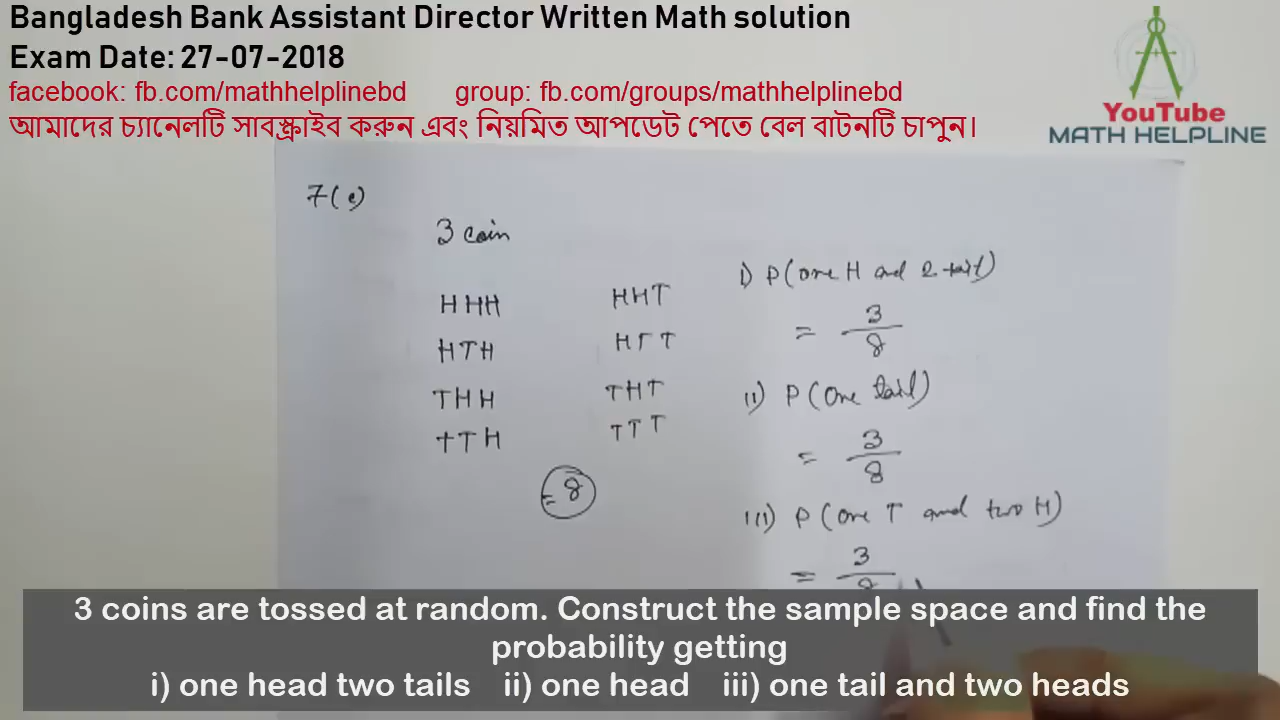 Bangladesh Bank Assistant Director Written Math solution
Exam Date: 27-07-2018
facebook: fb.com/mathhelplinebd group: fb.com/groups/mathhelplinebd
আমাদের চ্যানেলটি সাবস্ক্রাইব করুন এবং নিয়মিত আপডেট পেতে বেল বাটনটি চাপুন।
YouTube
MATH HELPLINE
7(c)
3 coin
HHH HHT
HTH HTT
THH THT
TTH TTT
= 8
i) P(one H and 2 tail)
= 3/8
ii) P(one tail)
= 3/8
iii) P(one T and two H)
= 3/8
3 coins are tossed at random. Construct the sample space and find the
probability getting
i) one head two tails ii) one head iii) one tail and two heads